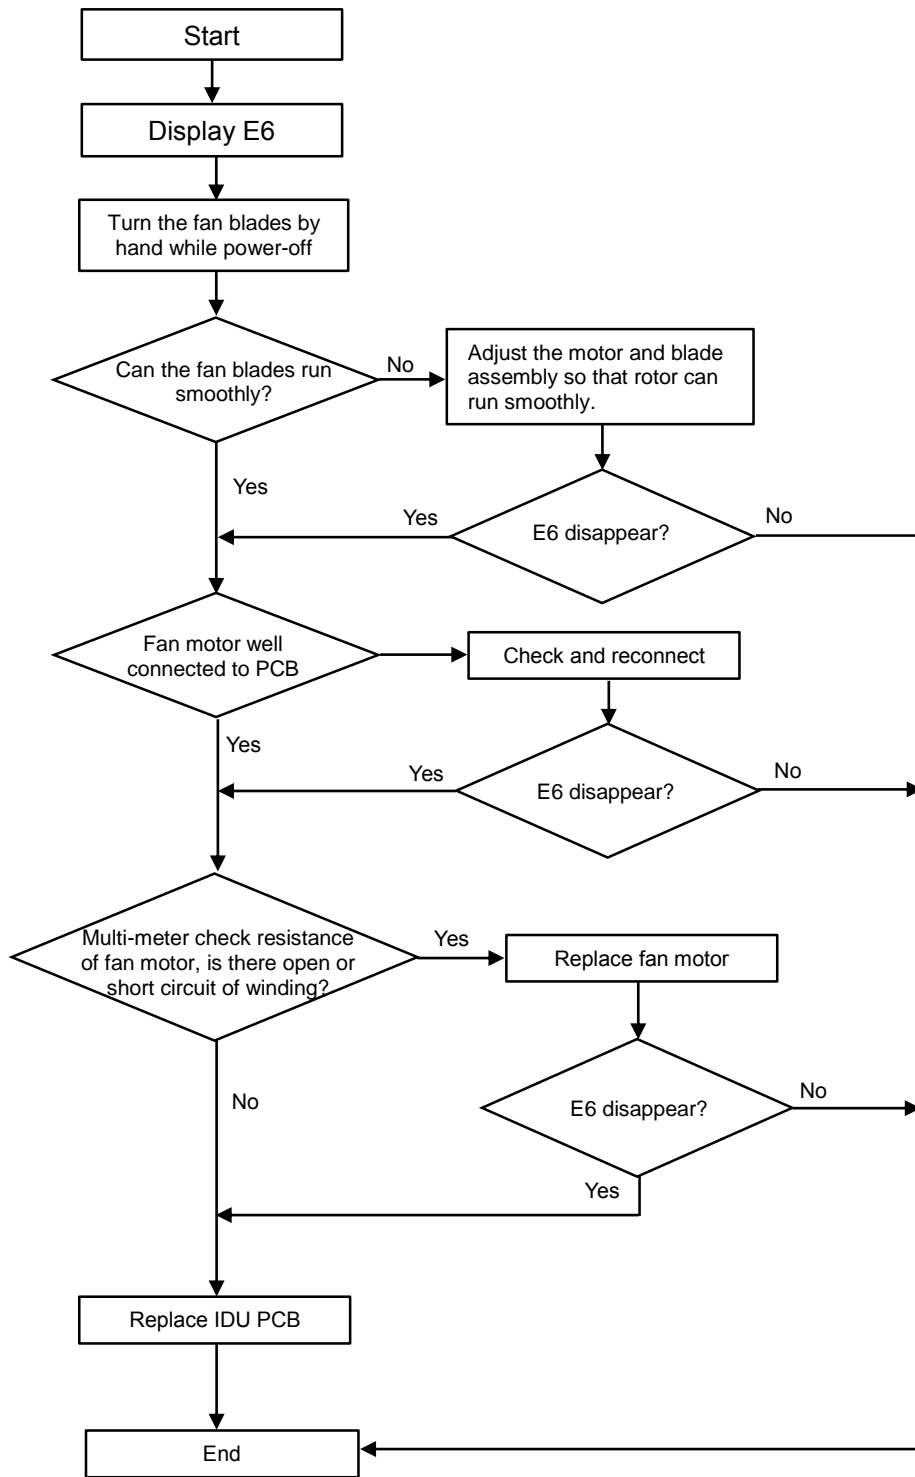 Start
Display E6
Turn the fan blades by
hand while power-off
Can the fan blades run
smoothly?
No
Adjust the motor and blade
assembly so that rotor can
run smoothly.
Yes
Yes
E6 disappear?
No
Fan motor well
connected to PCB
Check and reconnect
Yes
Yes
E6 disappear?
No
Multi-meter check resistance
of fan motor, is there open or
short circuit of winding?
Yes
Replace fan motor
No
E6 disappear?
No
Yes
Replace IDU PCB
End